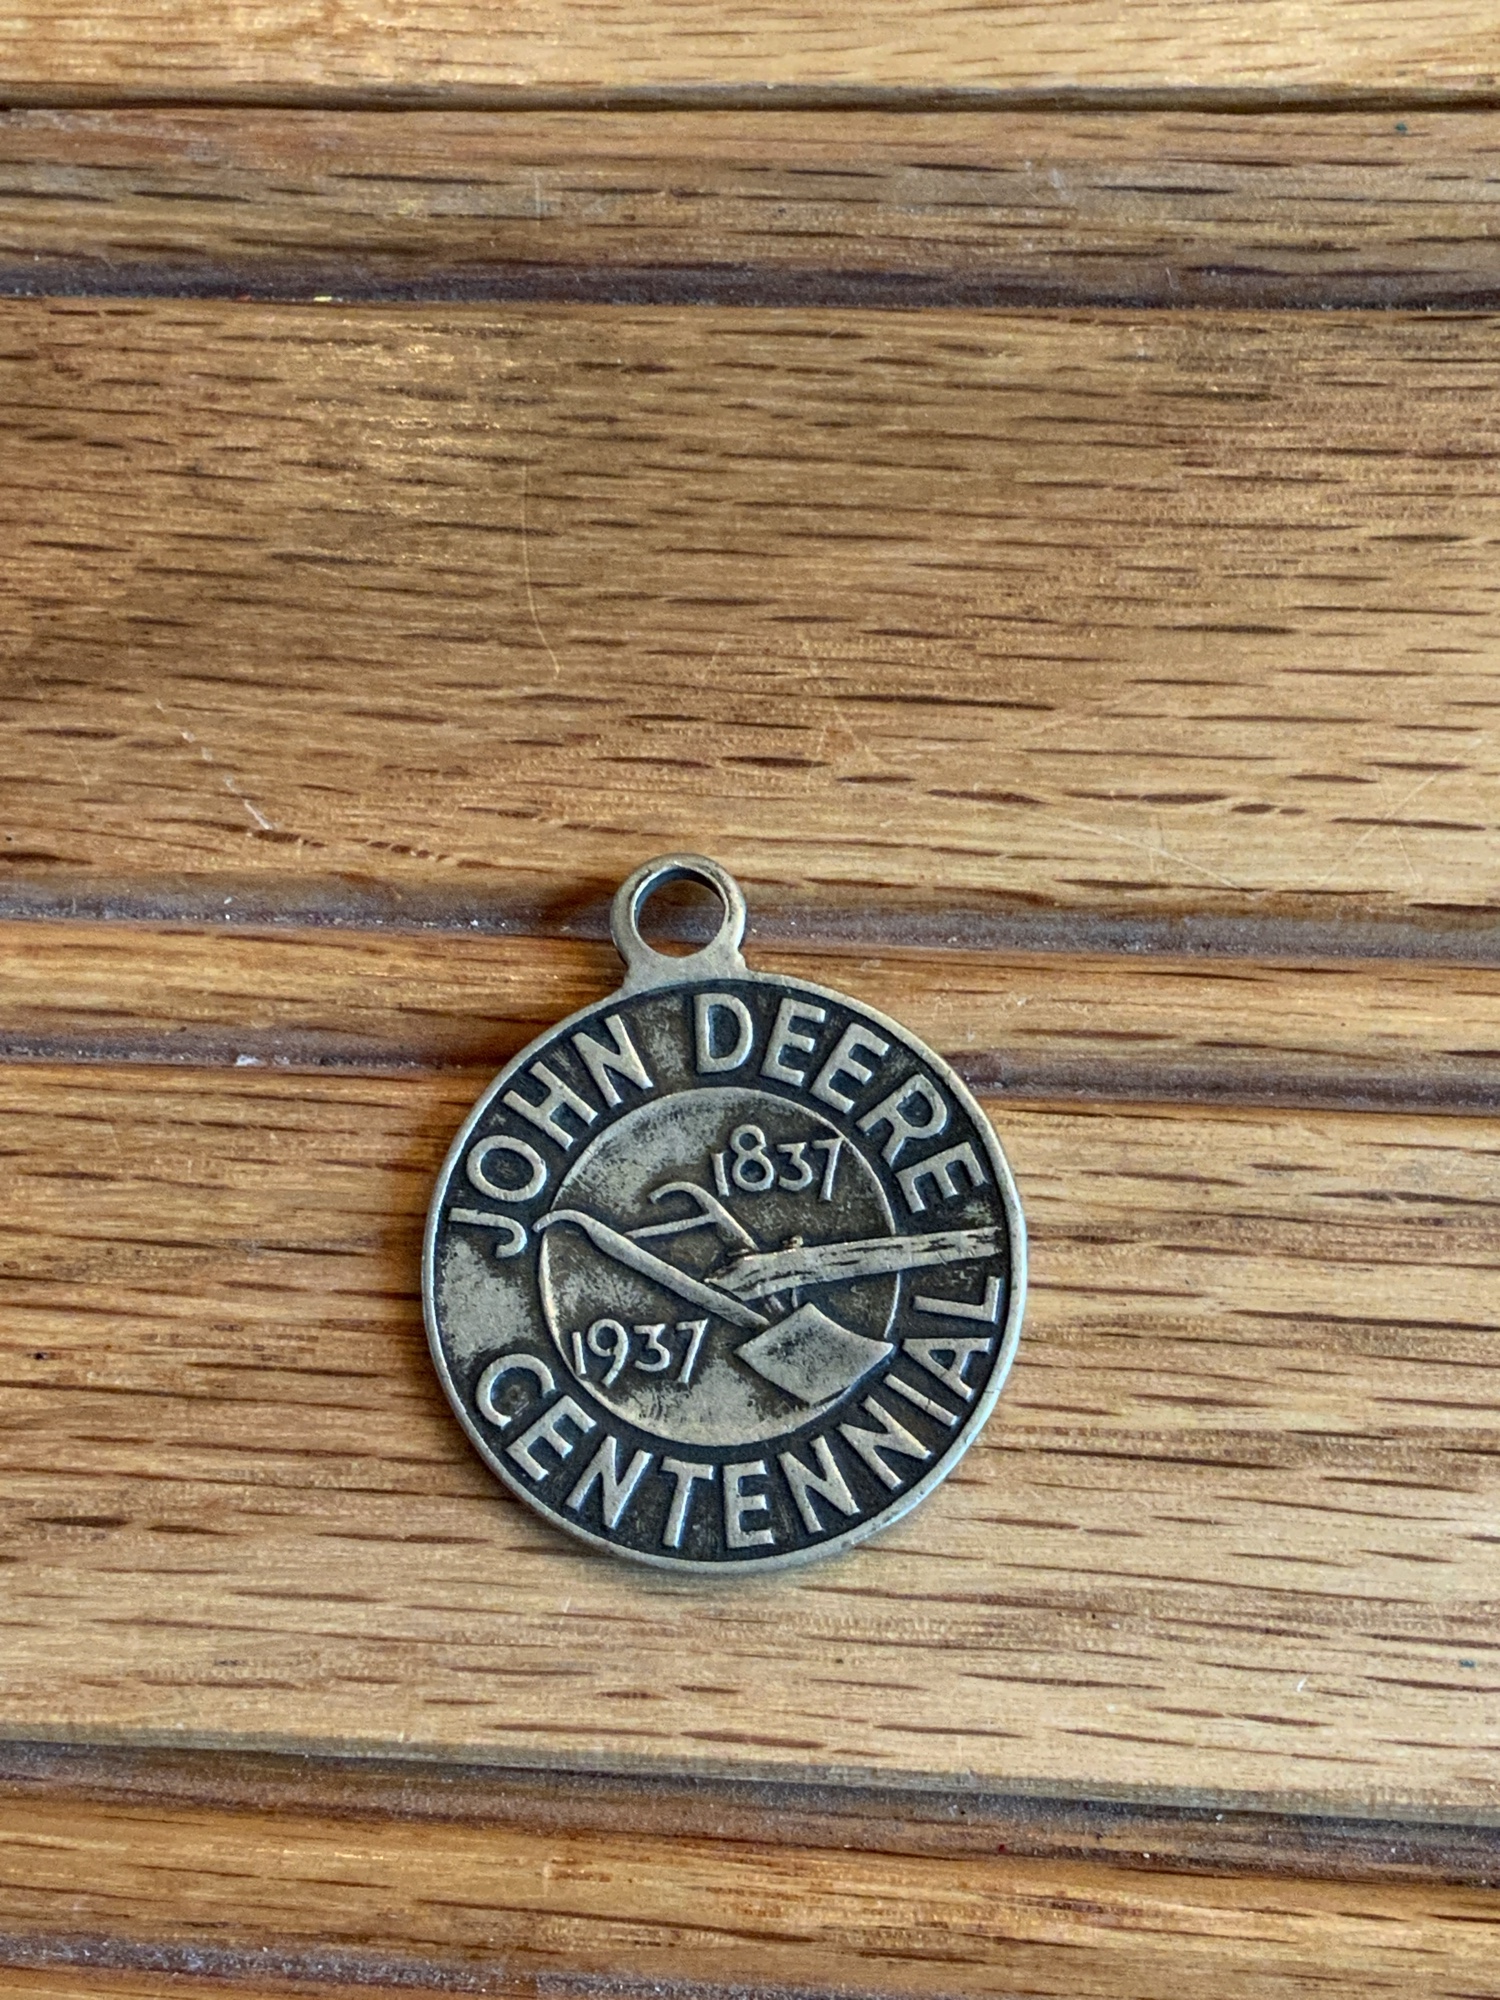 JOHN DEERE
1837
1937
CENTENNIAL